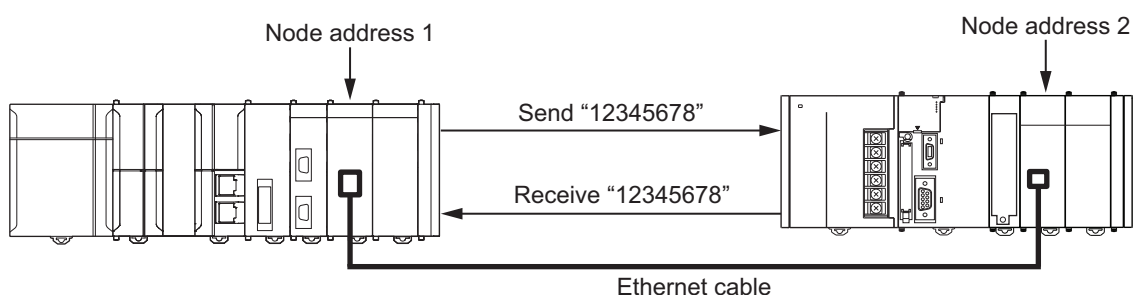 Node address 1
Node address 2
Send “12345678”
Receive “12345678”
Ethernet cable